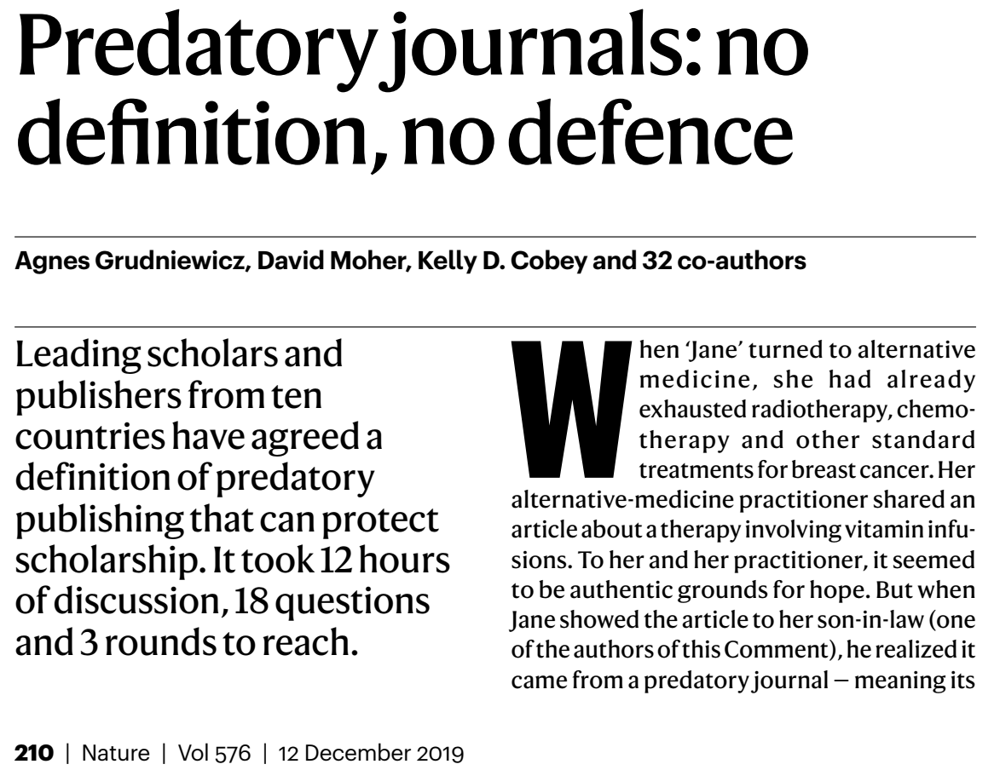 Predatory journals: no
definition, no defence
Agnes Grudniewicz, David Moher, Kelly D. Cobey and 32 co-authors
Leading scholars and
publishers from ten
countries have agreed a
definition of predatory
publishing that can protect
scholarship. It took 12 hours
of discussion, 18 questions
and 3 rounds to reach.
When ‘Jane’ turned to alternative
medicine, she had already
exhausted radiotherapy, chemo-
therapy and other standard
treatments for breast cancer. Her
alternative-medicine practitioner shared an
article about a therapy involving vitamin infu-
sions. To her and her practitioner, it seemed
to be authentic grounds for hope. But when
Jane showed the article to her son-in-law (one
of the authors of this Comment), he realized it
came from a predatory journal — meaning its
210 | Nature | Vol 576 | 12 December 2019